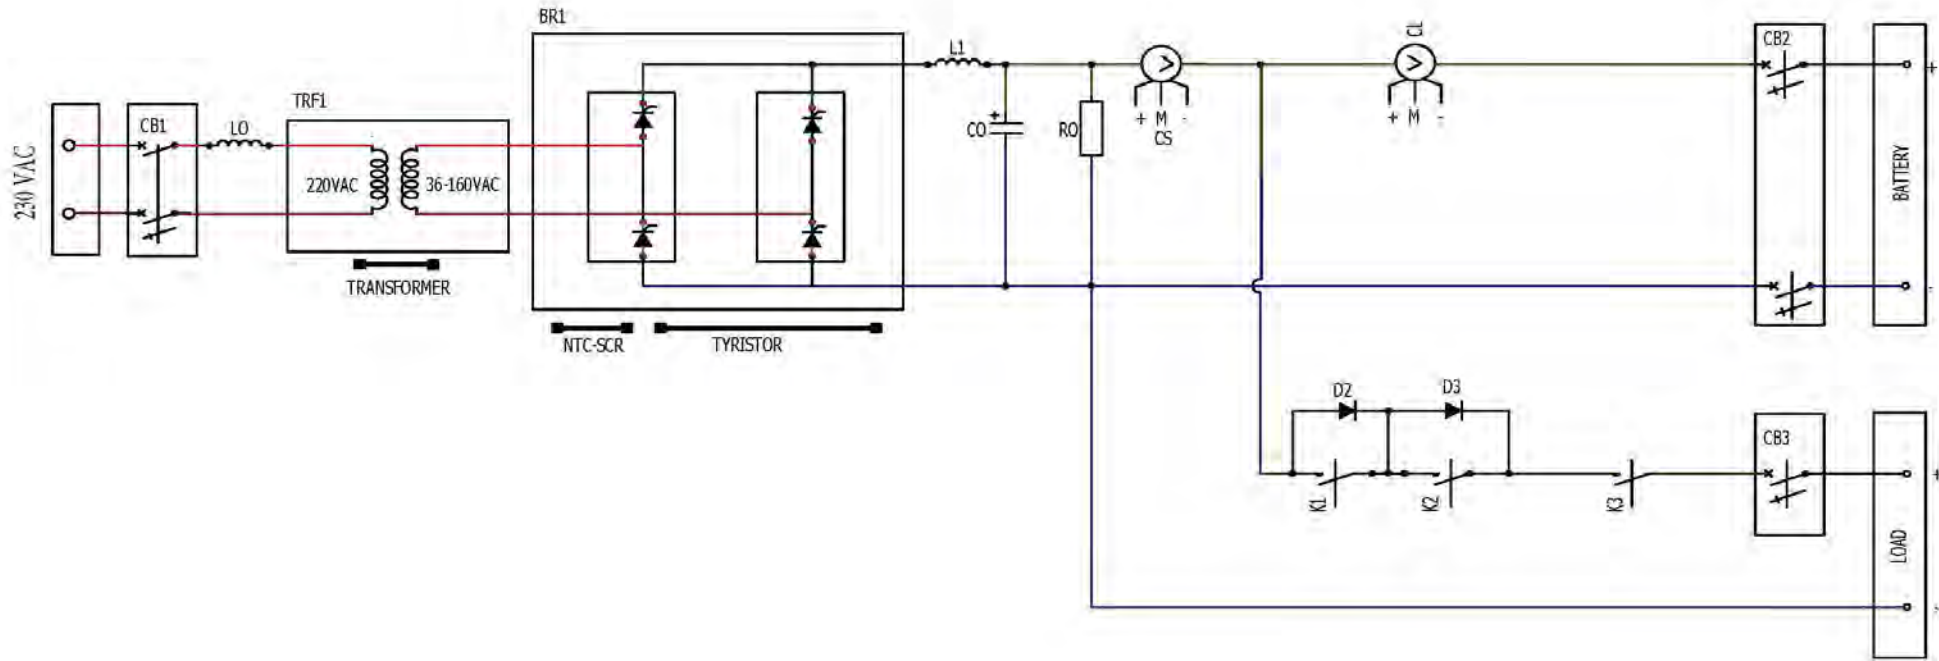 BR1
CL
CB2
L1
+
TRF1
CB1
LO
+
CO
RO
+ M -
CS
+ M -
230 VAC
220VAC
36-160VAC
BATTERY
TRANSFORMER
-
NTC-SCR
TYRISTOR
D2
D3
CB3
+
K1
K2
K3
LOAD